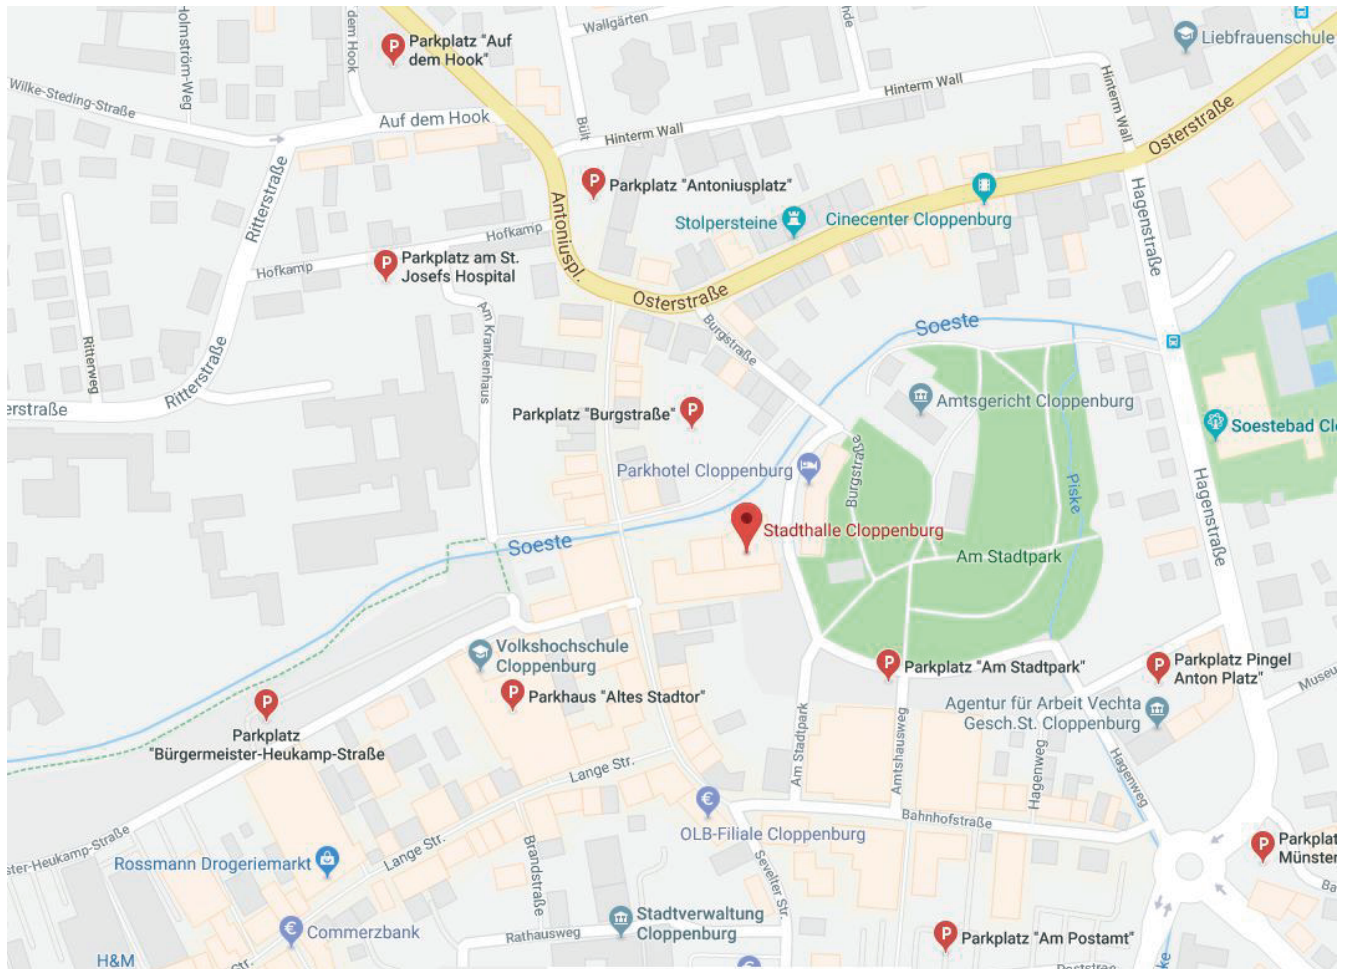 Wallgärten
Holmström-Weg
dem Hook
Parkplatz "Auf
dem Hook"
Liebfrauenschule
Wilke-Steding-Straße
Auf dem Hook
Bült
Hinterm Wall
Hinterm Wall
Hinterm Wall
Osterstraße
Ritterstraße
Parkplatz "Antoniusplatz"
Stolpersteine
Cinecenter Cloppenburg
Antoniuspl.
Hofkamp
Hofkamp
Parkplatz am St.
Josefs Hospital
Hagenstraße
Osterstraße
Soeste
Burgstraße
Am Krankenhaus
Ritterweg
Ritterstraße
erstraße
Parkplatz "Burgstraße"
Amtsgericht Cloppenburg
Soestebad Cl
Parkhotel Cloppenburg
Burgstraße
Piske
Hagenstraße
Stadthalle Cloppenburg
Soeste
Am Stadtpark
Volkshochschule
Cloppenburg
Parkplatz "Am Stadtpark"
Parkplatz Pingel
Anton Platz"
Museu
Parkhaus "Altes Stadtor"
Agentur für Arbeit Vechta
Gesch.St. Cloppenburg
Parkplatz
"Bürgermeister-Heukamp-Straße
Am Stadtpark
Amtshausweg
Hagenweg
Hagenweg
Lange Str.
Bahnhofstraße
OLB-Filiale Cloppenburg
ster-Heukamp-Straße
Lange Str.
Brandstraße
Sevelter Str.
Rossmann Drogeriemarkt
Parkplat
Münster
Ba
Commerzbank
Stadtverwaltung
Cloppenburg
Rathausweg
Parkplatz "Am Postamt"
H&M
Str.
ke